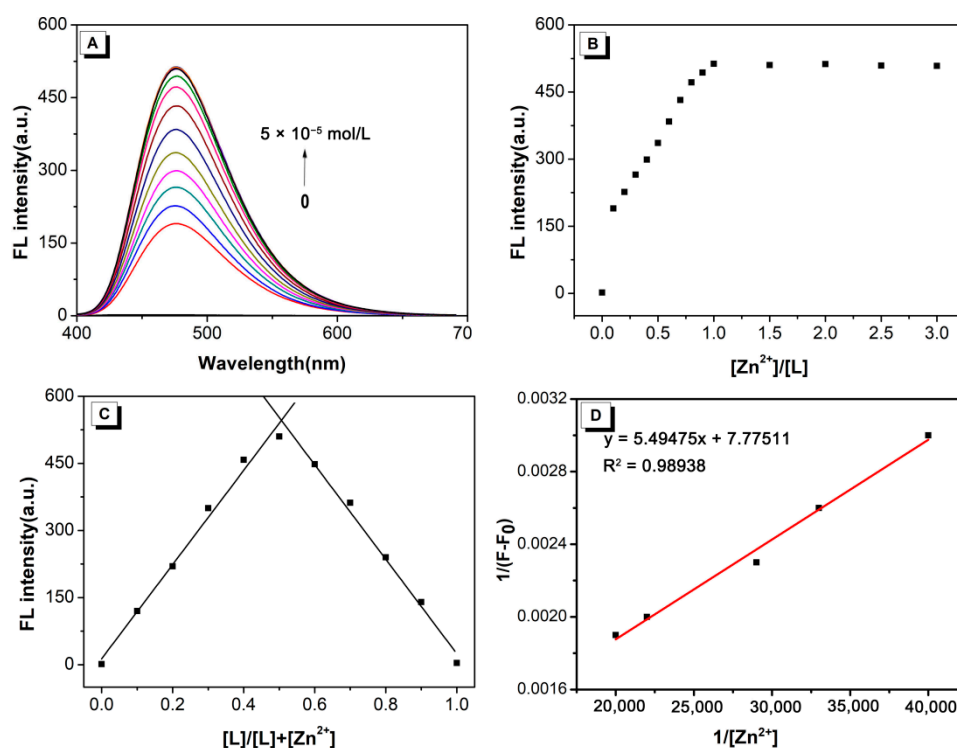 A
FL intensity(a.u.)
600
450
300
150
0
5 × 10⁻⁵ mol/L
0
400
500
600
70
Wavelength(nm)
B
FL intensity(a.u.)
600
450
300
150
0
0.0
0.5
1.0
1.5
2.0
2.5
3.0
[Zn²⁺]/[L]
C
FL intensity(a.u.)
600
450
300
150
0
0.0
0.2
0.4
0.6
0.8
1.0
[L]/[L]+[Zn²⁺]
D
1/(F-F₀)
0.0032
0.0028
0.0024
0.0020
0.0016
y = 5.49475x + 7.77511
R² = 0.98938
20,000
25,000
30,000
35,000
40,000
1/[Zn²⁺]